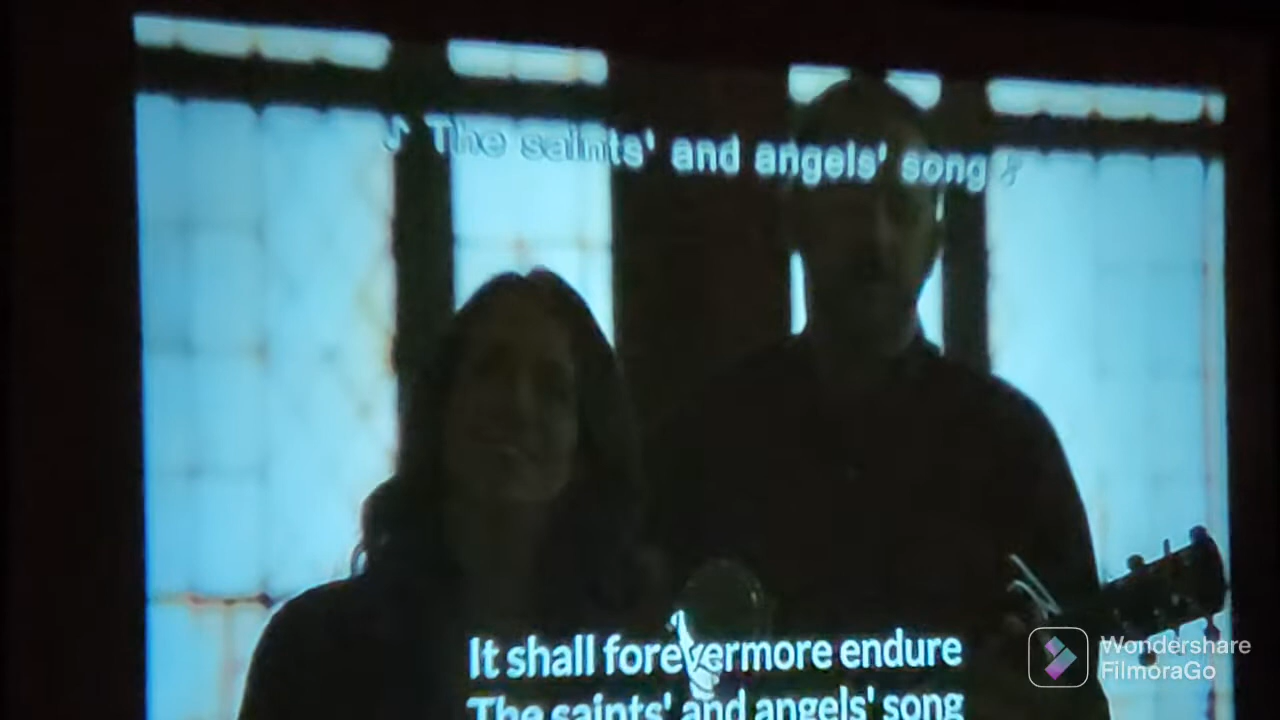 ♪ The saints' and angels' song ♪
It shall forevermore endure
The saints' and angels' song
Wondershare
FilmoraGo